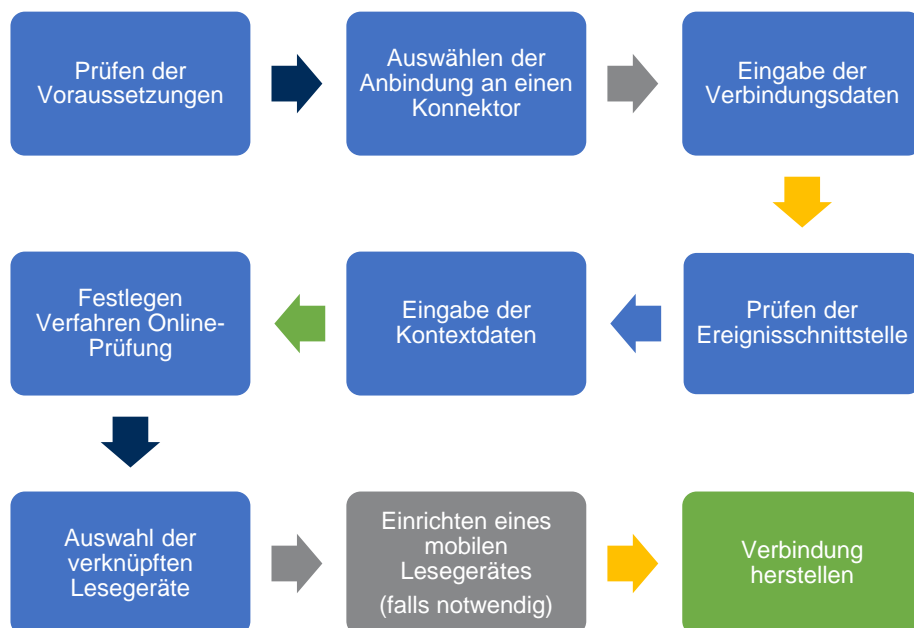 Prüfen der
Voraussetzungen
Auswählen der
Anbindung an einen
Konnektor
Eingabe der
Verbindungsdaten
Prüfen der
Ereignisschnittstelle
Eingabe der
Kontextdaten
Festlegen
Verfahren Online-
Prüfung
Auswahl der
verknüpften
Lesegeräte
Einrichten eines
mobilen
Lesegerätes
(falls notwendig)
Verbindung
herstellen